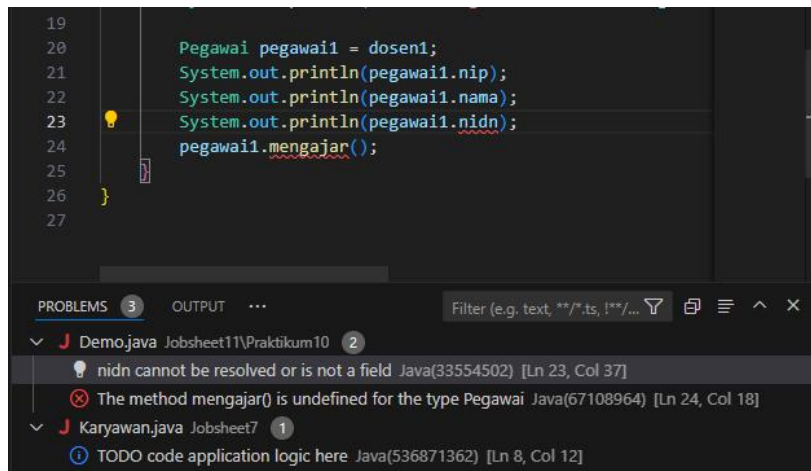 19
20 Pegawai pegawai1 = dosen1;
21 System.out.println(pegawai1.nip);
22 System.out.println(pegawai1.nama);
23 System.out.println(pegawai1.nidn);
24 pegawai1.mengajar();
25 }
26 }
27
PROBLEMS 3 OUTPUT ··· Filter (e.g. text, **/*.ts, !**/...
J Demo.java Jobsheet11\Praktikum10 2
nidn cannot be resolved or is not a field Java(33554502) [Ln 23, Col 37]
The method mengajar() is undefined for the type Pegawai Java(67108964) [Ln 24, Col 18]
J Karyawan.java Jobsheet7 1
TODO code application logic here Java(536871362) [Ln 8, Col 12]